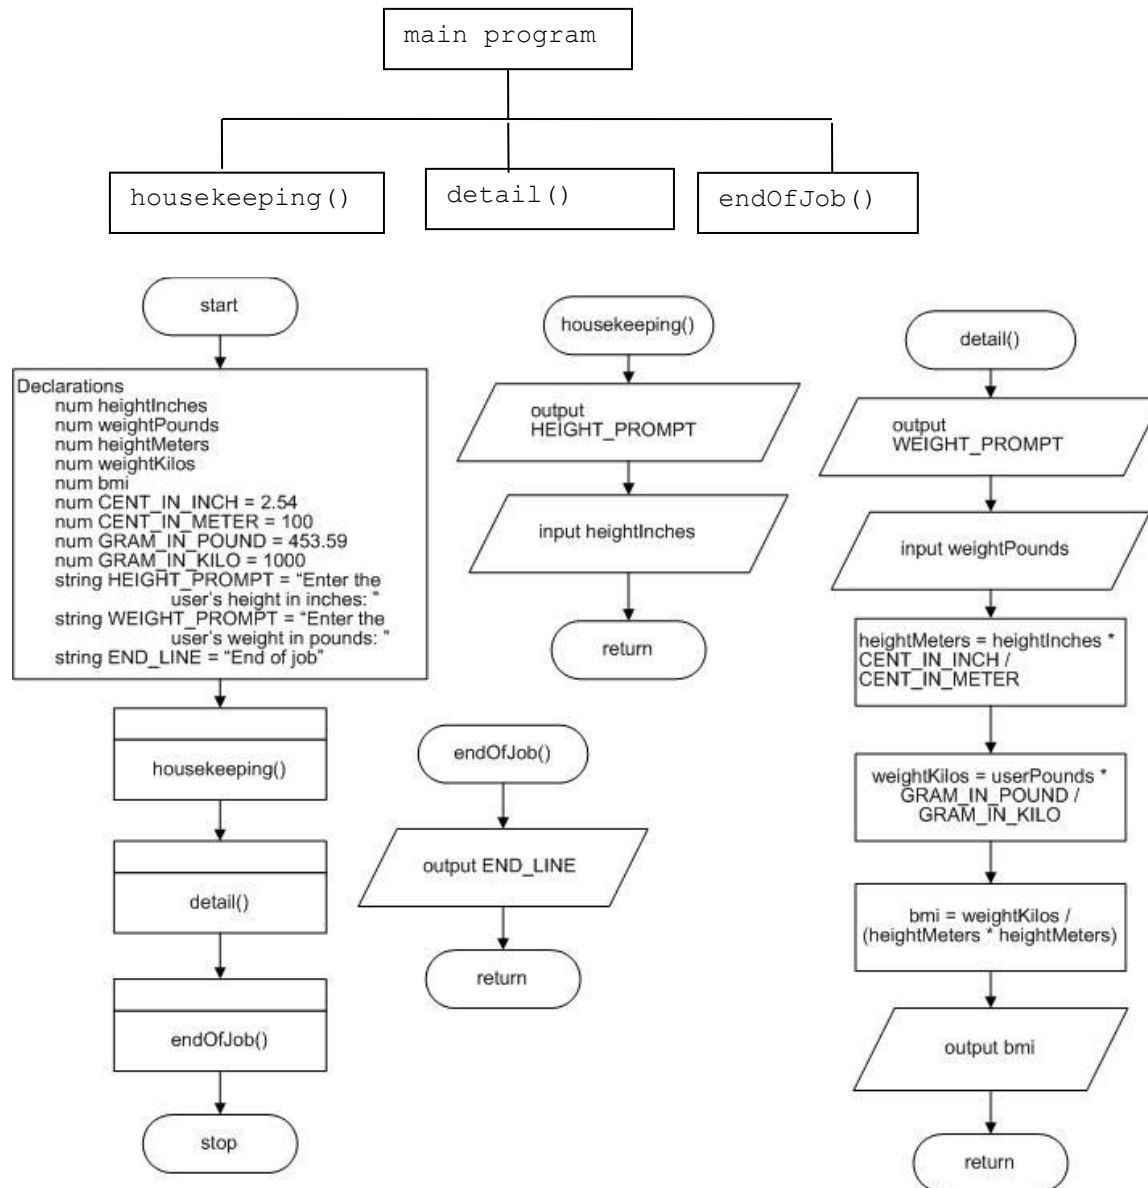 main program
housekeeping()
detail()
endOfJob()
start
Declarations
num heightInches
num weightPounds
num heightMeters
num weightKilos
num bmi
num CENT_IN_INCH = 2.54
num CENT_IN_METER = 100
num GRAM_IN_POUND = 453.59
num GRAM_IN_KILO = 1000
string HEIGHT_PROMPT = “Enter the
user’s height in inches: ”
string WEIGHT_PROMPT = “Enter the
user’s weight in pounds: ”
string END_LINE = “End of job”
housekeeping()
detail()
endOfJob()
stop
housekeeping()
output
HEIGHT_PROMPT
input heightInches
return
endOfJob()
output END_LINE
return
detail()
output
WEIGHT_PROMPT
input weightPounds
heightMeters = heightInches *
CENT_IN_INCH /
CENT_IN_METER
weightKilos = userPounds *
GRAM_IN_POUND /
GRAM_IN_KILO
bmi = weightKilos /
(heightMeters * heightMeters)
output bmi
return